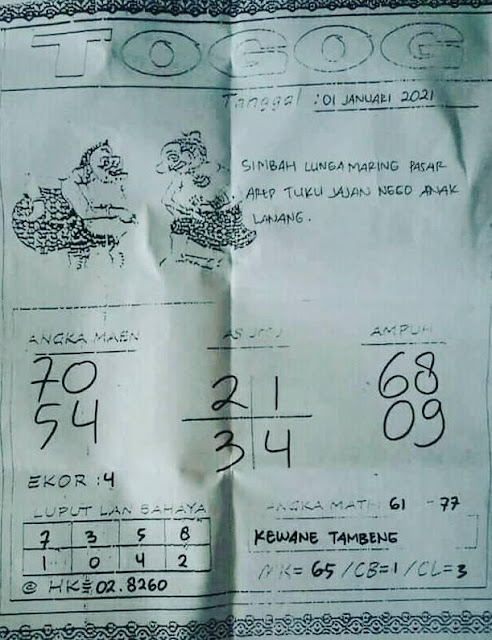 TOGOG
Tanggal : 01 JANUARI 2021
SIMBAH LUNGA MARING PASAR
AREP TUKU JAJAN NEGO ANAK
LANANG.
ANGKA MAEN
70
54
EKOR : 4
2 1
3 4
AMPUH
68
09
LUPUT LAN BAHAYA
7 3 5 8
1 0 4 2
@ HK = 02.8260
ANGKA MATI 61 - 77
KEWANE TAMBENG
MK = 65 / CB = 1 / CL = 3